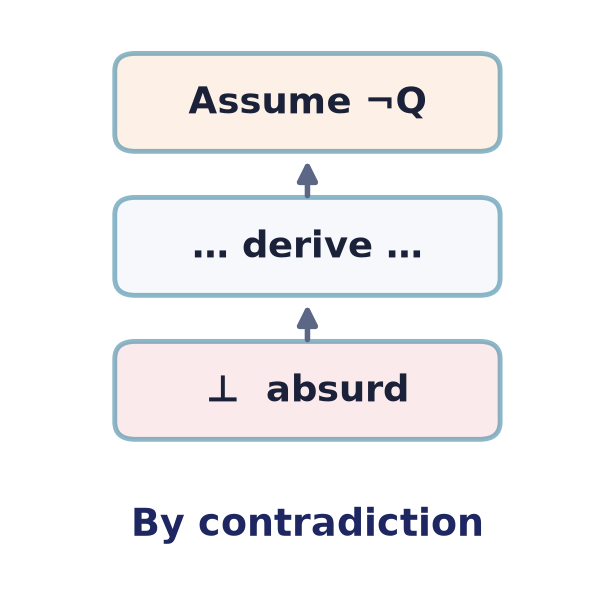 Assume ¬Q
... derive ...
⊥ absurd
By contradiction